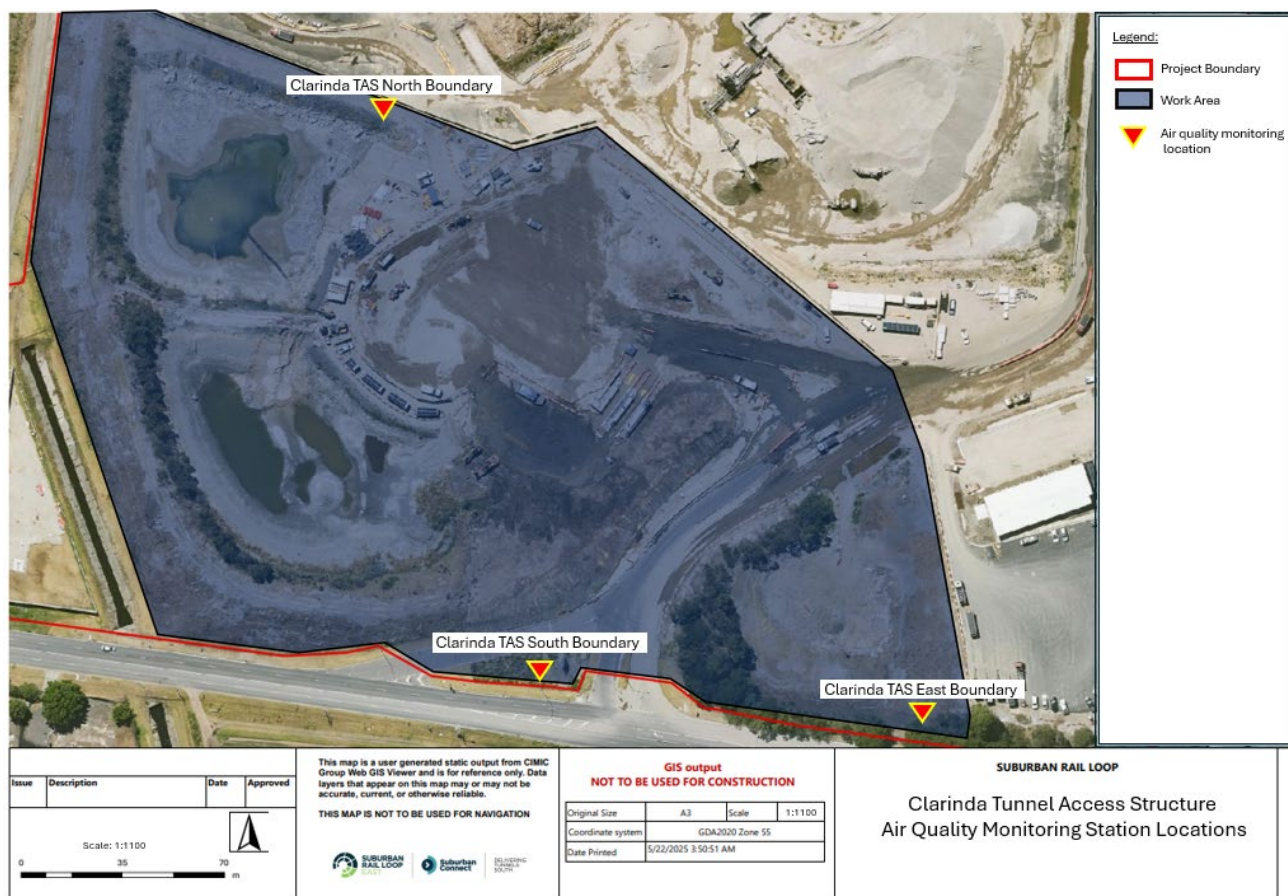 Clarinda TAS North Boundary
Clarinda TAS South Boundary
Clarinda TAS East Boundary
Legend:
Project Boundary
Work Area
Air quality monitoring
location
Issue Description Date Approved
Scale: 1:1100
0 35 70
m
This map is a user generated static output from CIMIC
Group Web GIS Viewer and is for reference only. Data
layers that appear on this map may or may not be
accurate, current, or otherwise reliable.
THIS MAP IS NOT TO BE USED FOR NAVIGATION
SUBURBAN
RAIL LOOP
EAST
Suburban
Connect
DELIVERING
TUNNELS
SOUTH
GIS output
NOT TO BE USED FOR CONSTRUCTION
Original Size A3 Scale 1:1100
Coordinate system GDA2020 Zone 55
Date Printed 5/22/2025 3:50:51 AM
SUBURBAN RAIL LOOP
Clarinda Tunnel Access Structure
Air Quality Monitoring Station Locations